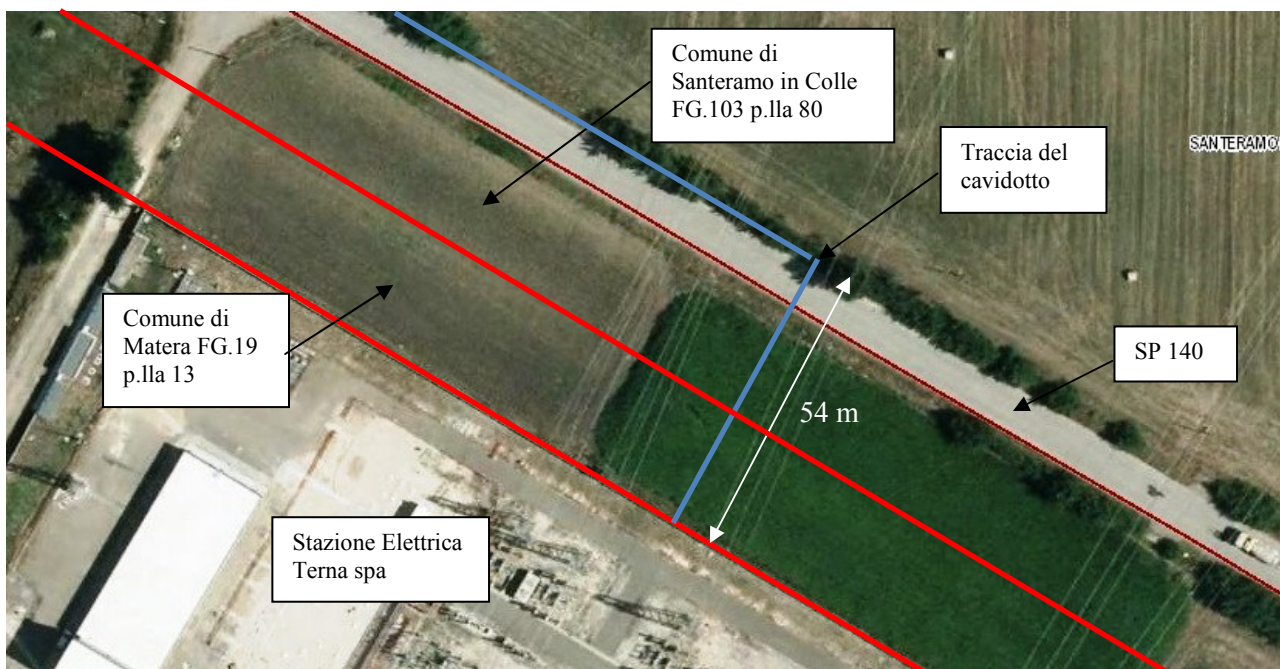 Comune di
Santeramo in Colle
FG.103 p.lla 80
Traccia del
cavidotto
SANTERAMO
Comune di
Matera FG.19
p.lla 13
SP 140
54 m
Stazione Elettrica
Terna spa